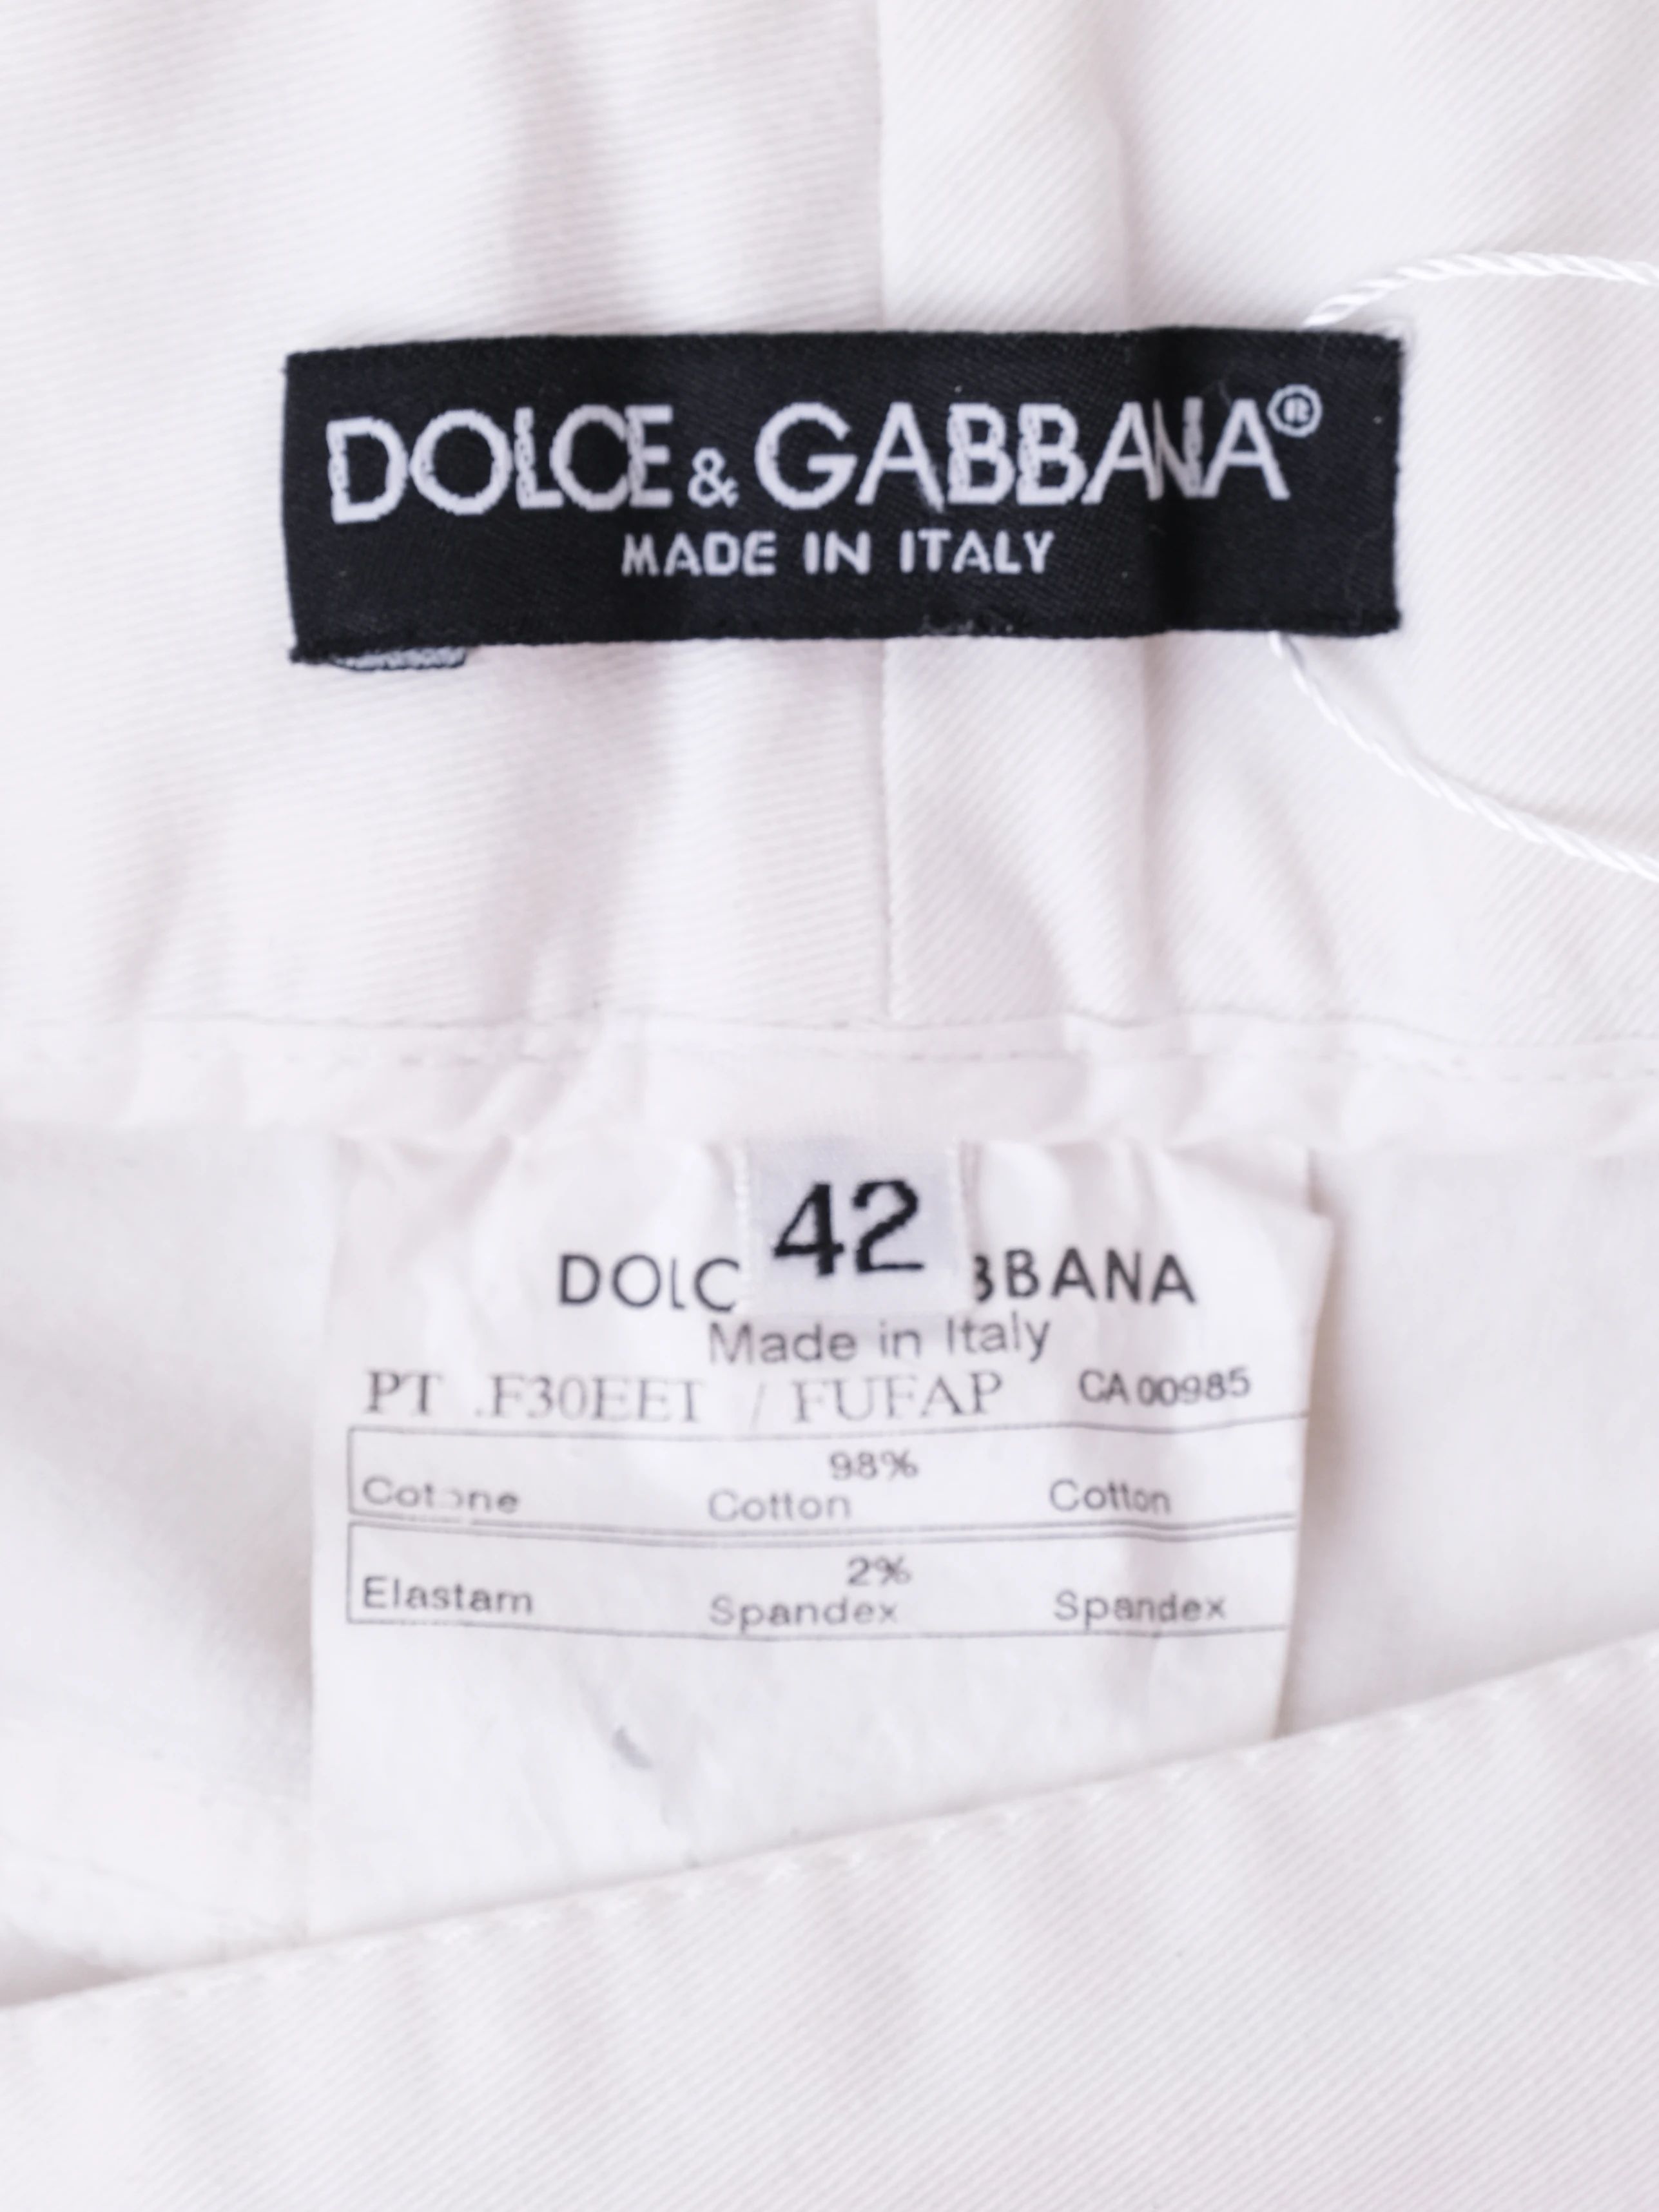 DOLCE & GABBANA®
MADE IN ITALY
42
DOLC BBANA
Made in Italy
PT .F30EET / FUFAP CA 00985
98%
Cotone Cotton Cotton
2%
Elastam Spandex Spandex